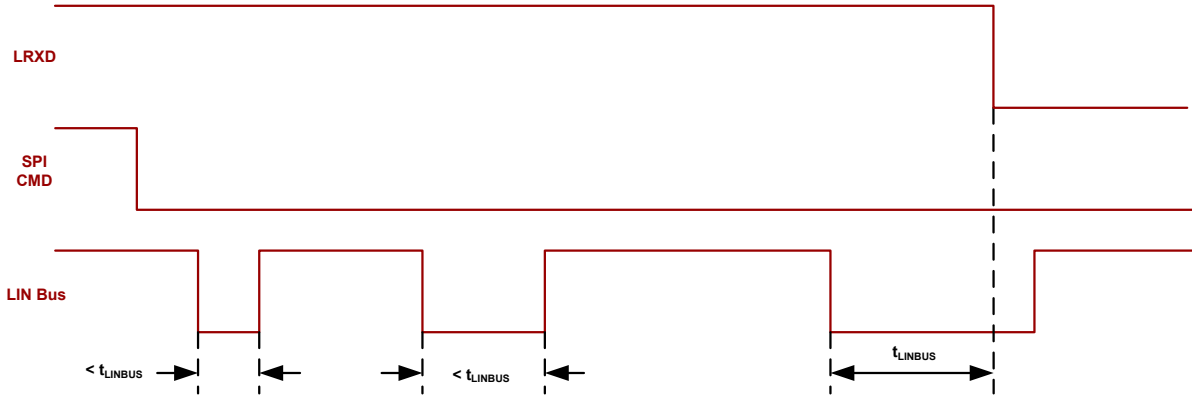 LRXD
SPI
CMD
LIN Bus
< tLINBUS
< tLINBUS
tLINBUS